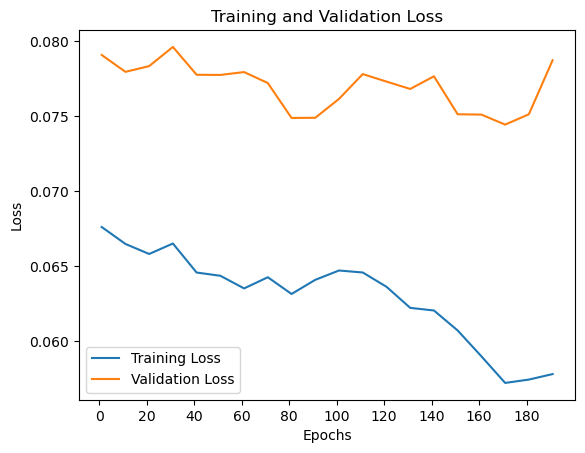 Training and Validation Loss
0.080
0.075
0.070
0.065
0.060
Loss
Training Loss
Validation Loss
0 20 40 60 80 100 120 140 160 180
Epochs